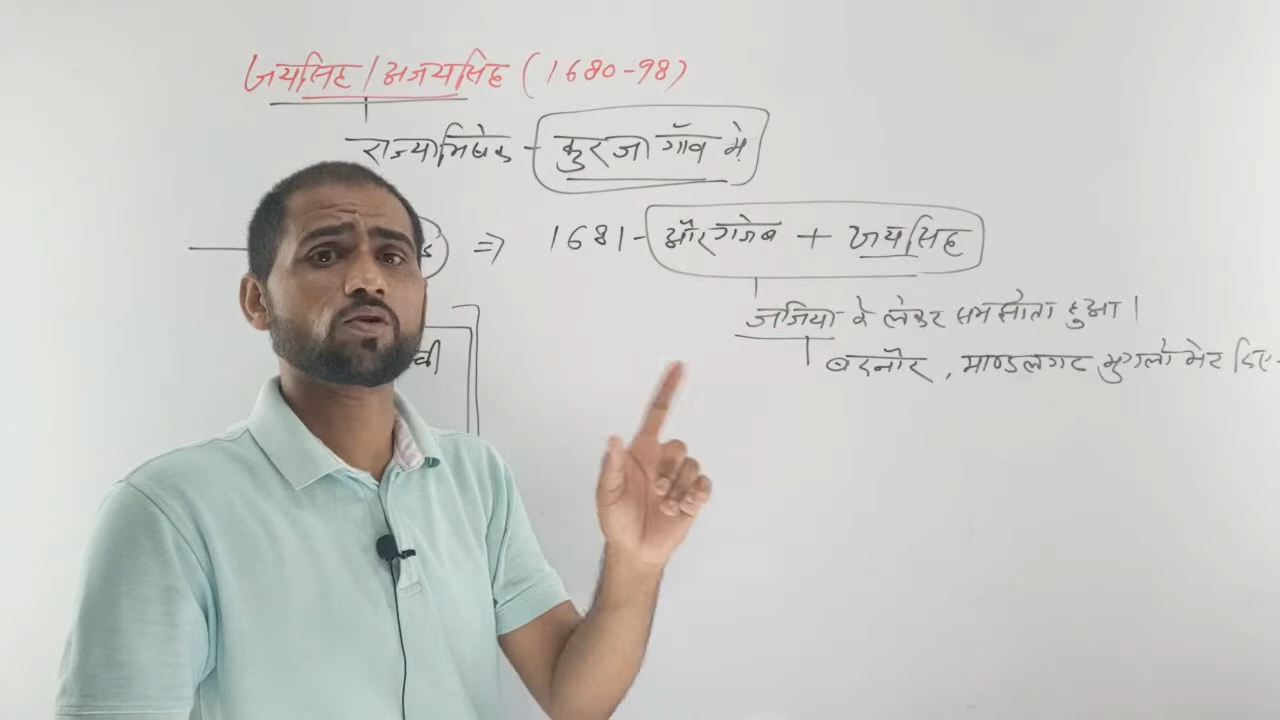 जयसिंह / अजयसिंह (1680-98)
राज्याभिषेक - कुरजा गाँव मे
⇒ 1681 - औरंगजेब + जयसिंह
जजिया के लेकर समझोता हुआ।
बदनौर, माण्डलगढ मुगलो को दिए